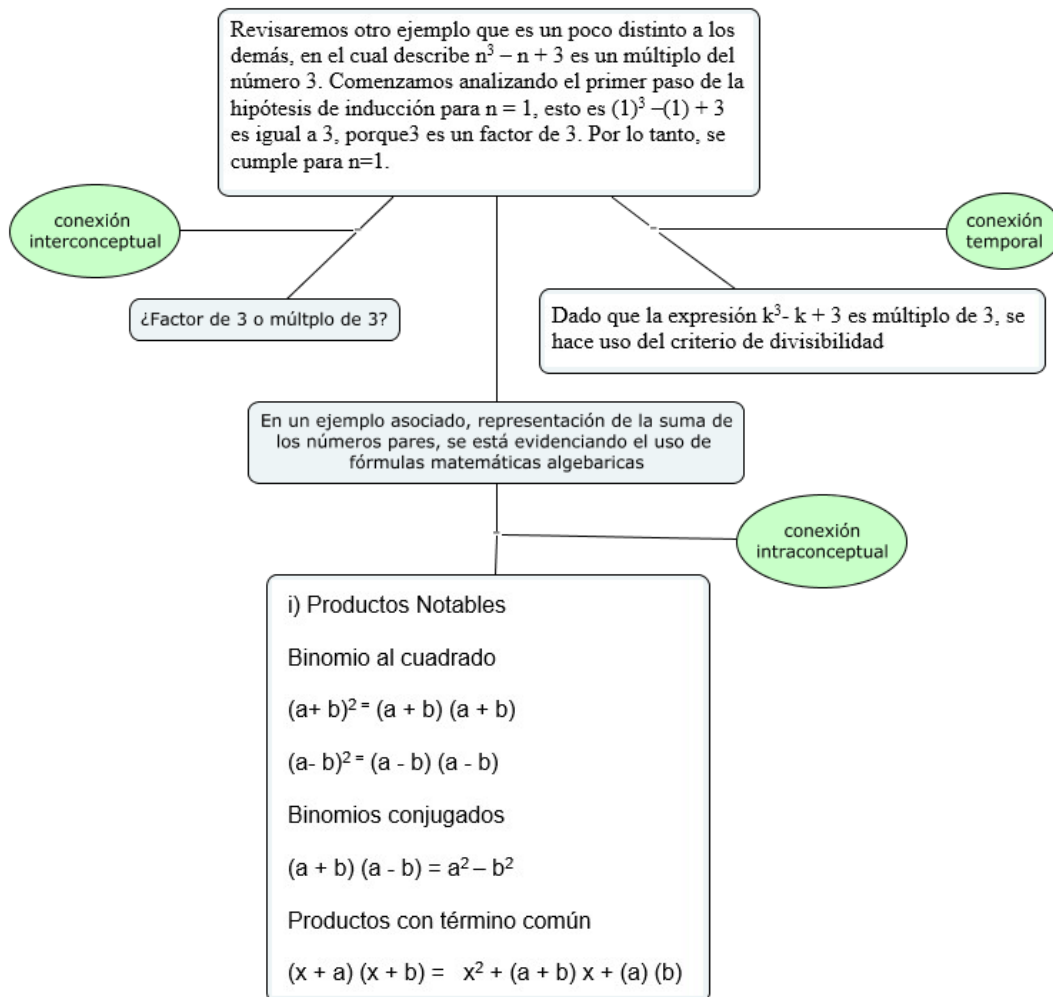 Revisaremos otro ejemplo que es un poco distinto a los
demás, en el cual describe n³ – n + 3 es un múltiplo del
número 3. Comenzamos analizando el primer paso de la
hipótesis de inducción para n = 1, esto es (1)³ –(1) + 3
es igual a 3, porque3 es un factor de 3. Por lo tanto, se
cumple para n=1.
conexión
interconceptual
conexión
temporal
¿Factor de 3 o múltplo de 3?
Dado que la expresión k³- k + 3 es múltiplo de 3, se
hace uso del criterio de divisibilidad
En un ejemplo asociado, representación de la suma de
los números pares, se está evidenciando el uso de
fórmulas matemáticas algebaricas
conexión
intraconceptual
i) Productos Notables
Binomio al cuadrado
(a+ b)² = (a + b) (a + b)
(a- b)² = (a - b) (a - b)
Binomios conjugados
(a + b) (a - b) = a² – b²
Productos con término común
(x + a) (x + b) = x² + (a + b) x + (a) (b)